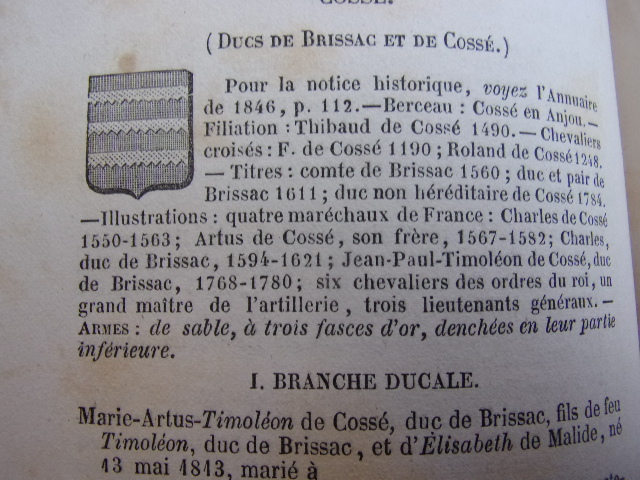 COSSÉ.
(DUCS DE BRISSAC ET DE COSSÉ.)
Pour la notice historique, voyez l'Annuaire
de 1846, p. 112.—Berceau : Cossé en Anjou.—
Filiation : Thibaud de Cossé 1490.— Chevaliers
croisés : F. de Cossé 1190 ; Roland de Cossé 1248.
— Titres : comte de Brissac 1560 ; duc et pair de
Brissac 1611 ; duc non héréditaire de Cossé 1784.
—Illustrations : quatre maréchaux de France : Charles de Cossé
1550-1563 ; Artus de Cossé, son frère, 1567-1582 ; Charles,
duc de Brissac, 1594-1621 ; Jean-Paul-Timoléon de Cossé, duc
de Brissac, 1768-1780 ; six chevaliers des ordres du roi, un
grand maître de l'artillerie, trois lieutenants généraux.—
ARMES : de sable, à trois fasces d'or, denchées en leur partie
inférieure.
I. BRANCHE DUCALE.
Marie-Artus-Timoléon de Cossé, duc de Brissac, fils de feu
Timoléon, duc de Brissac, et d'Élisabeth de Malide, né
13 mai 1813, marié à